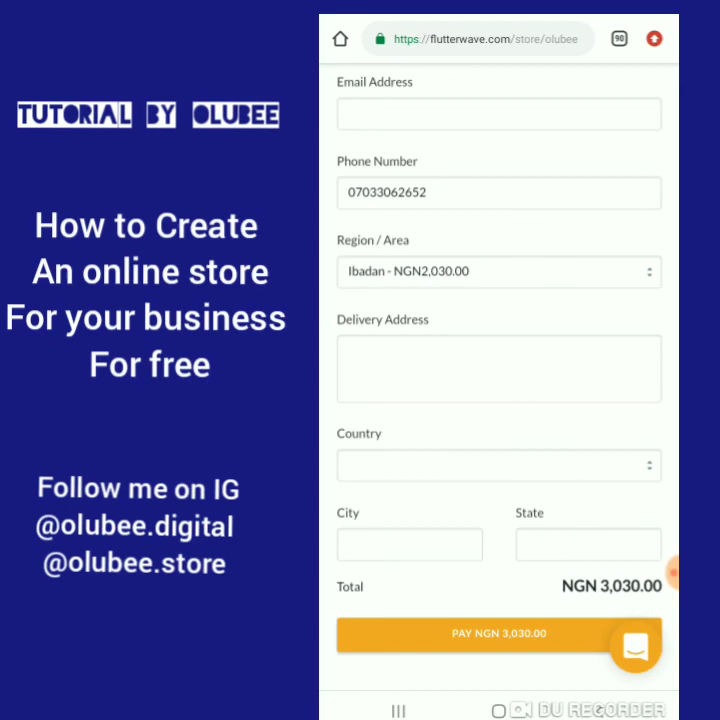 TUTORIAL BY OLUBEE
How to Create
An online store
For your business
For free
Follow me on IG
@olubee.digital
@olubee.store
https://flutterwave.com/store/olubee
90
Email Address
Phone Number
07033062652
Region / Area
Ibadan - NGN2,030.00
Delivery Address
Country
City State
Total NGN 3,030.00
PAY NGN 3,030.00
DU RECORDER